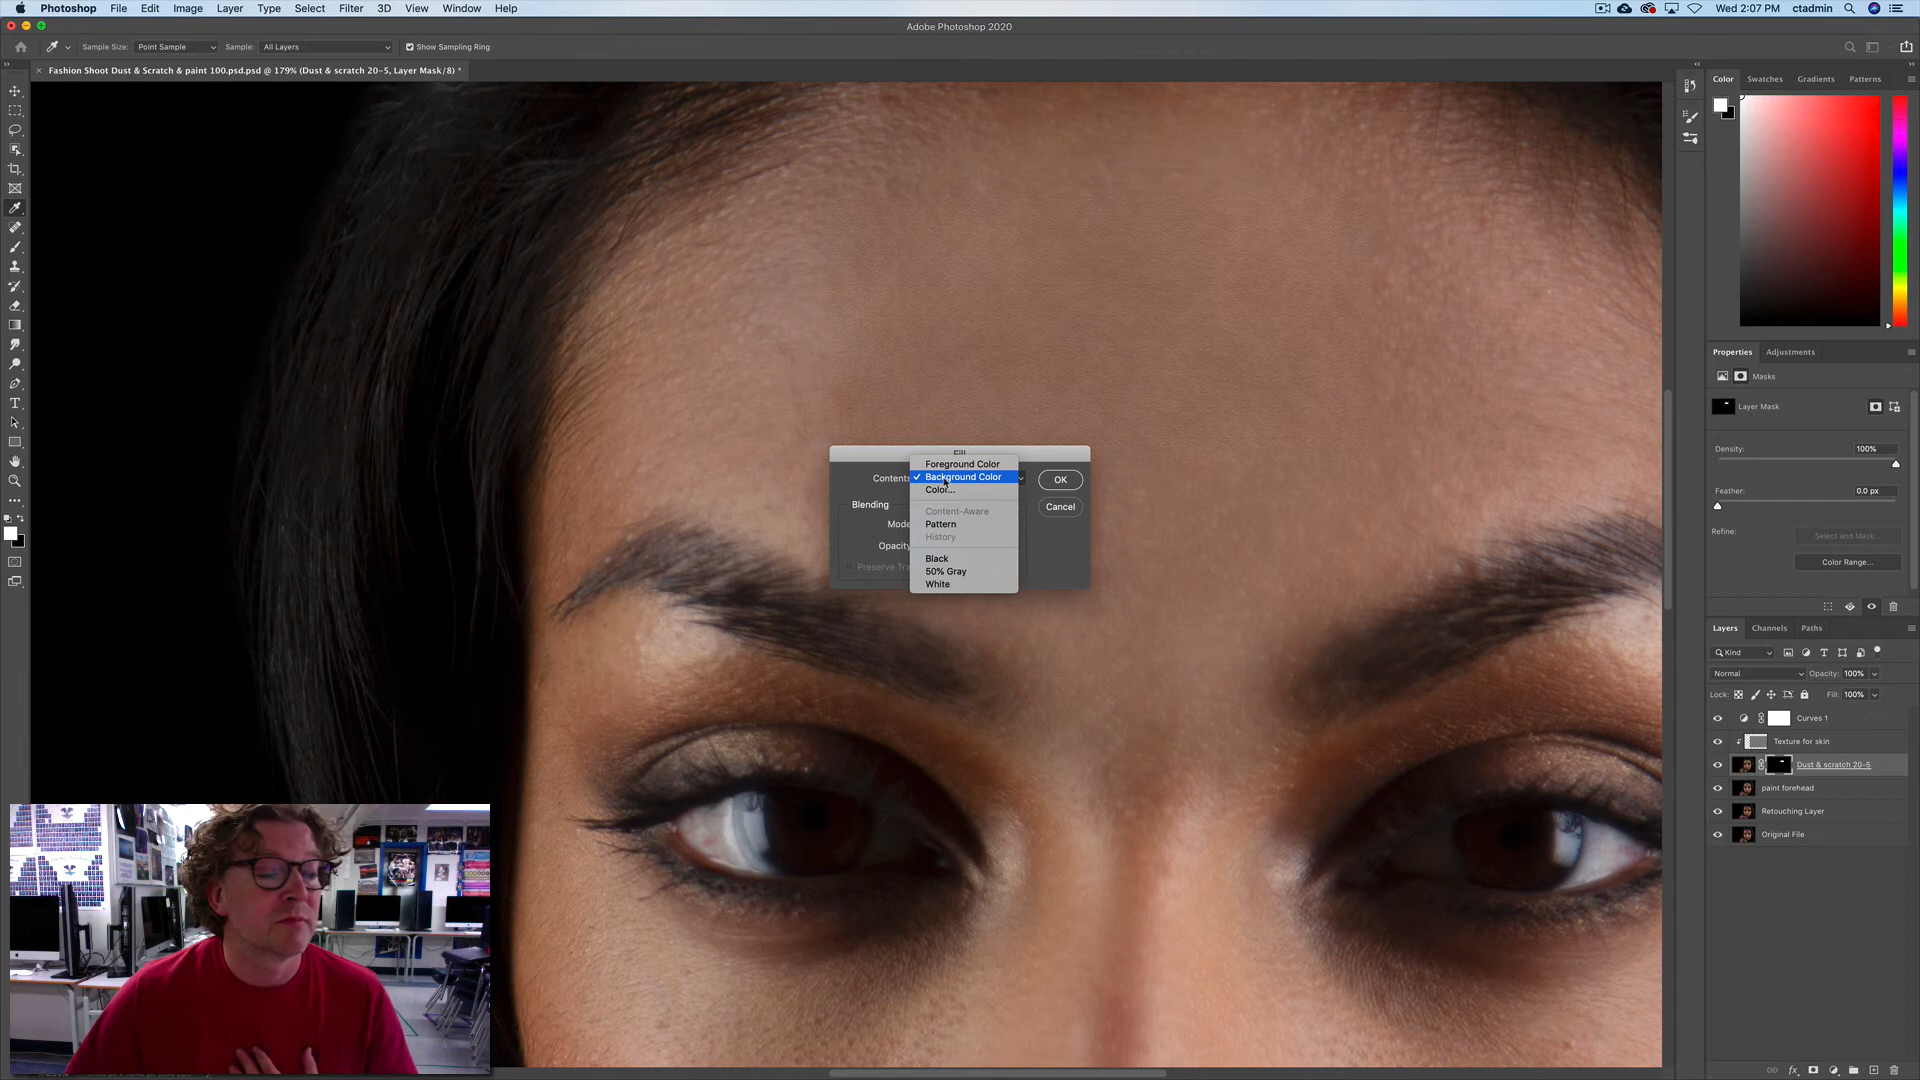 Photoshop File Edit Image Layer Type Select Filter 3D View Window Help
Wed 2:07 PM ctadmin
Adobe Photoshop 2020
Sample Size: Point Sample Sample: All Layers Show Sampling Ring
Fashion Shoot Dust & Scratch & paint 100.psd.psd @ 179% (Dust & scratch 20-5, Layer Mask/8) *
Color Swatches Gradients Patterns
Properties Adjustments
Masks
Layer Mask
Density: 100%
Feather: 0.0 px
Refine: Select and Mask...
Color Range...
Layers Channels Paths
Kind
Normal Opacity: 100%
Lock: Fill: 100%
Curves 1
Texture for skin
Dust & scratch 20-5
paint forehead
Retouching Layer
Original File
Fill
Contents
Foreground Color
Background Color
Color...
Content-Aware
Pattern
History
Black
50% Gray
White
OK
Cancel
Blending
Mode
Opacity
Preserve Tra